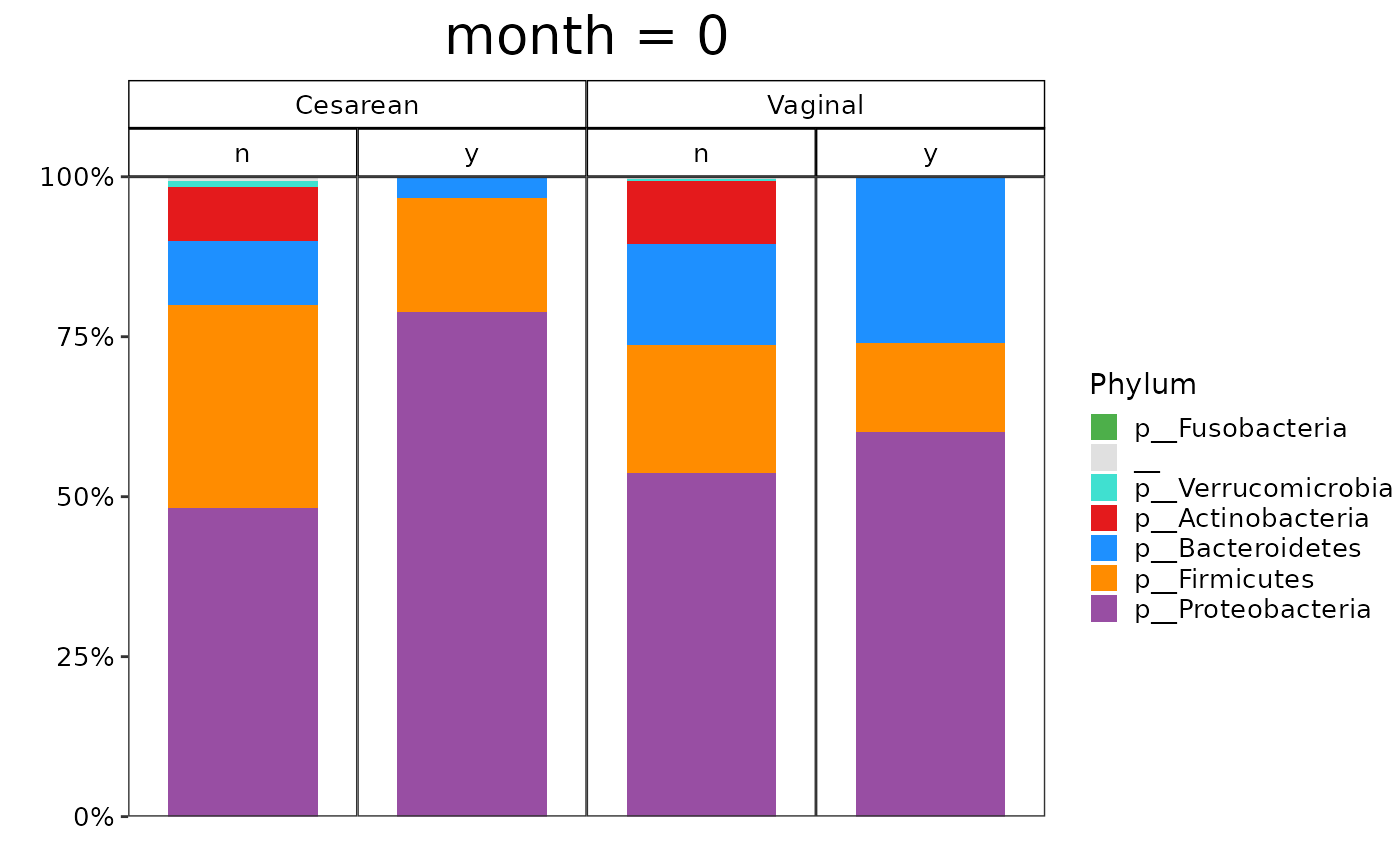 month = 0
Cesarean
Vaginal
n
y
n
y
100%
75%
50%
25%
0%
Phylum
p__Fusobacteria
__
p__Verrucomicrobia
p__Actinobacteria
p__Bacteroidetes
p__Firmicutes
p__Proteobacteria